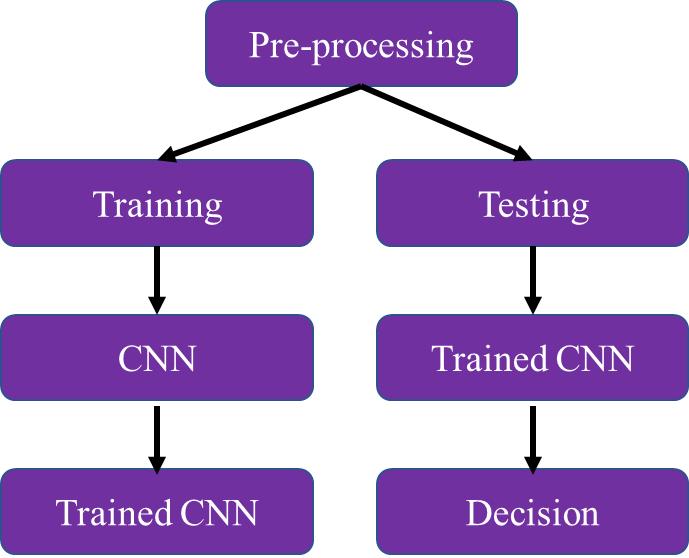 Pre-processing
Training
Testing
CNN
Trained CNN
Trained CNN
Decision